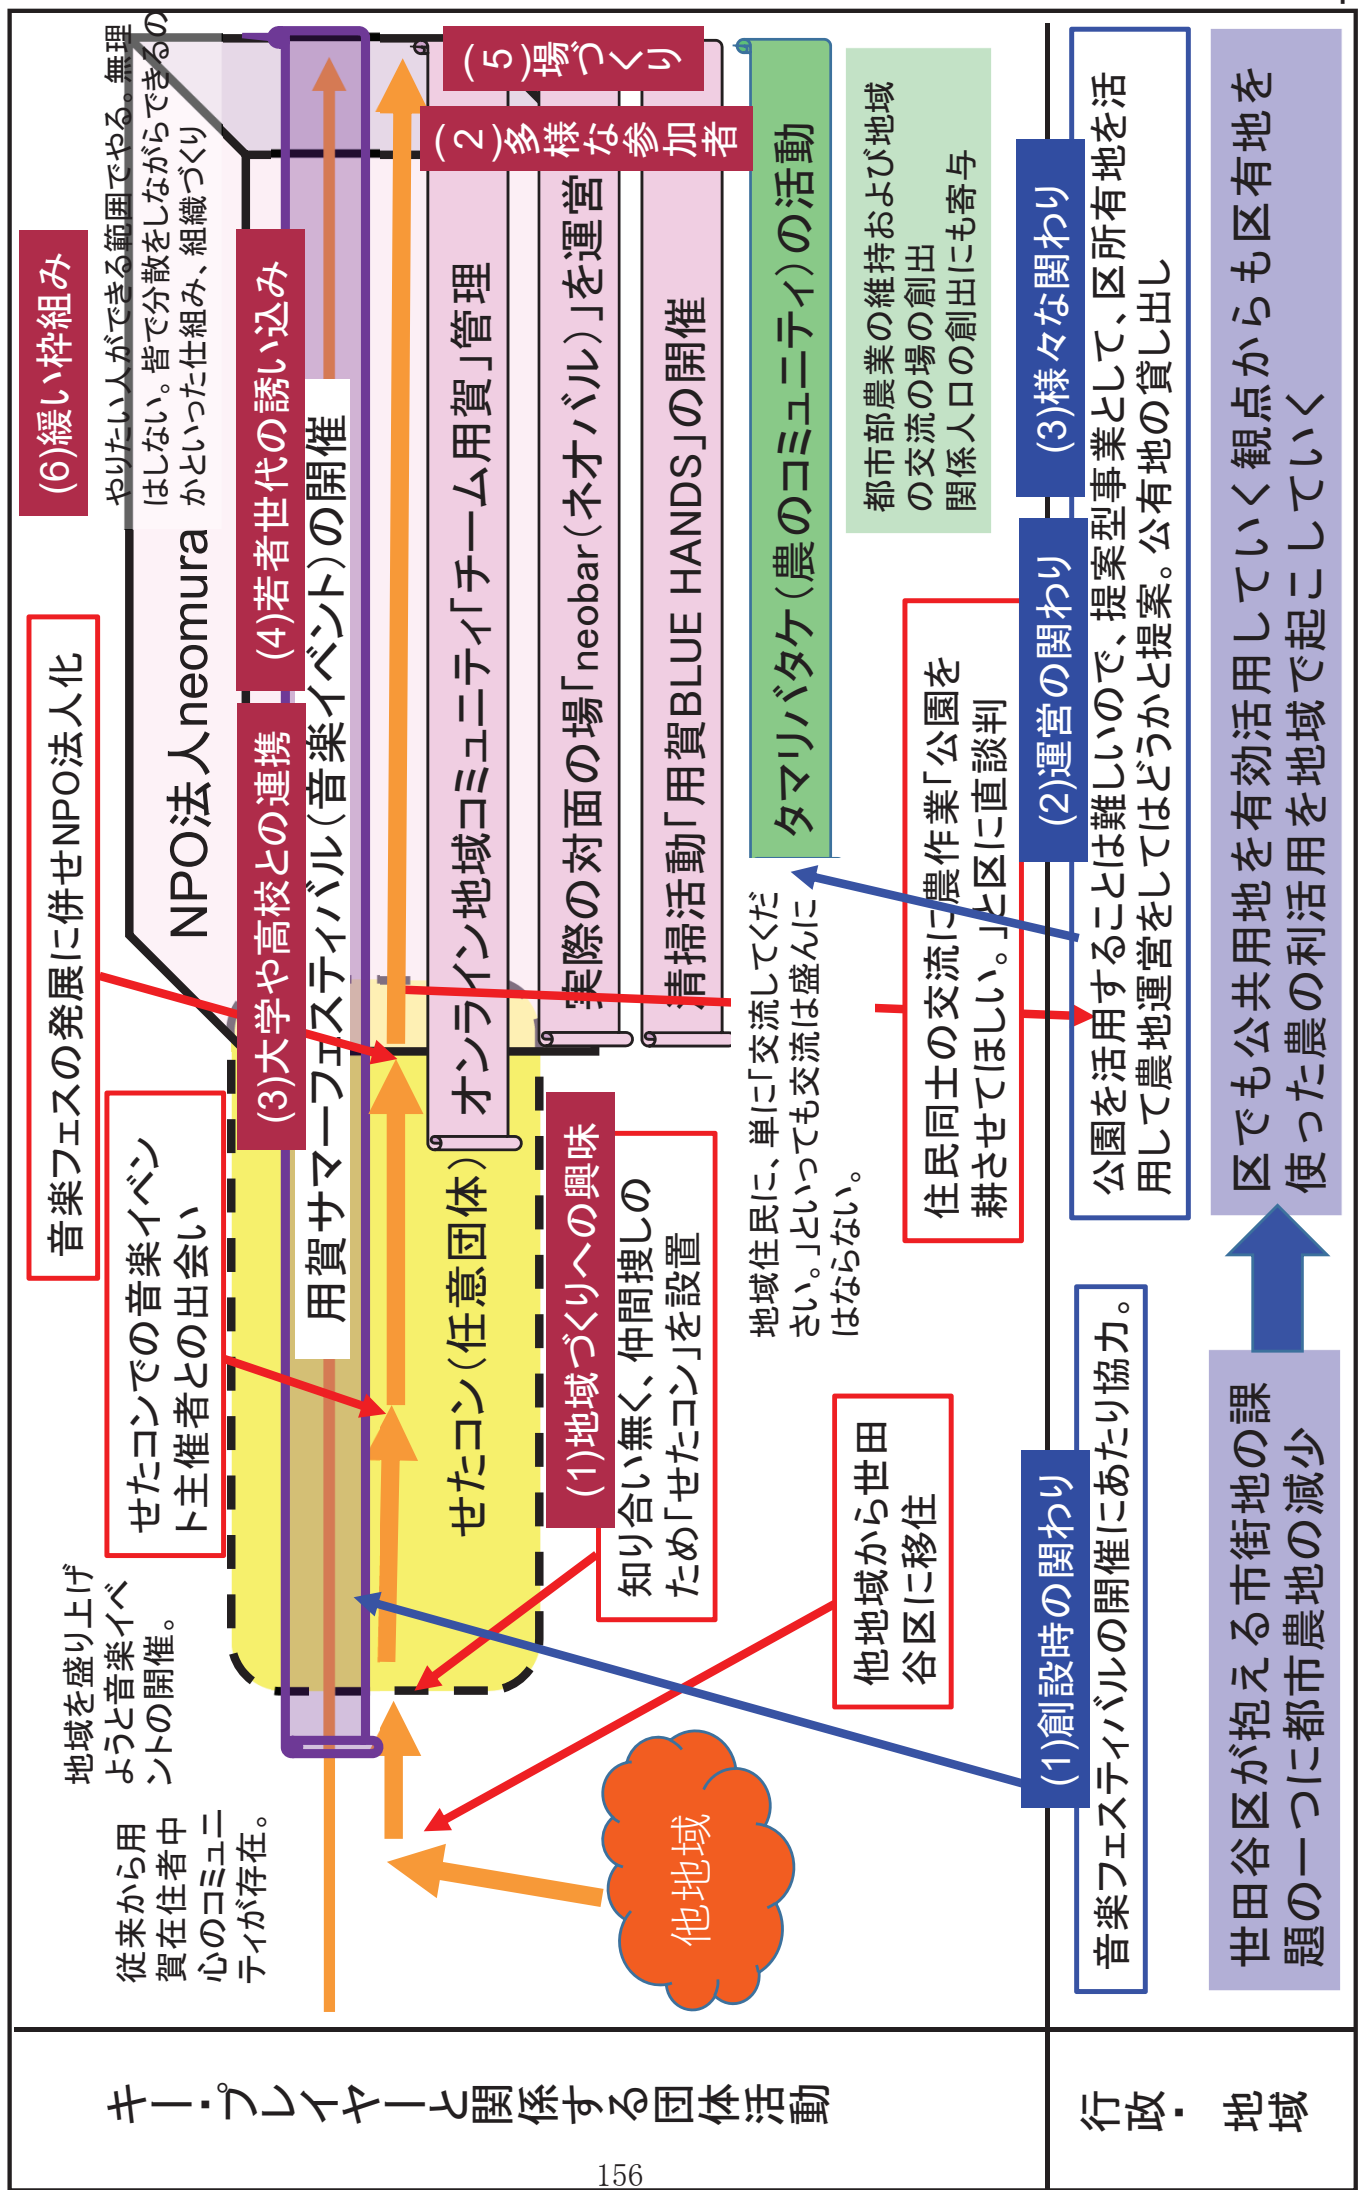 キー・プレイヤーと関係する団体活動
従来から用
賀在住者中
心のコミュニ
ティが存在。
地域を盛り上げ
ようと音楽イベ
ントの開催。
せたコンでの音楽イベン
ト主催者との出会い
音楽フェスの発展に併せNPO法人化
(6)緩い枠組み
やりたい人ができる範囲でやる。無理
はしない。皆で分散をしながらできるの
かといった仕組み、組織づくり
NPO法人neomura
(3)大学や高校との連携
(4)若者世代の誘い込み
用賀サマーフェスティバル(音楽イベント)の開催
せたコン(任意団体)
オンライン地域コミュニティ「チーム用賀」管理
(5)場づくり
(2)多様な参加者
実際の対面の場「neobar(ネオバル)」を運営
清掃活動「用賀BLUE HANDS」の開催
(1)地域づくりへの興味
知り合い無く、仲間捜しの
ため「せたコン」を設置
他地域
他地域から世田
谷区に移住
地域住民に、単に「交流してくだ
さい。」といっても交流は盛んに
はならない。
タマリバタケ(農のコミュニティ)の活動
都市部農業の維持および地域
の交流の場の創出
関係人口の創出にも寄与
住民同士の交流に農作業「公園を
耕させてほしい。」と区に直談判
行政・地域
(1)創設時の関わり
音楽フェスティバルの開催にあたり協力。
(2)運営の関わり
(3)様々な関わり
公園を活用することは難しいので、提案型事業として、区所有地を活
用して農地運営をしてはどうかと提案。公有地の貸し出し
世田谷区が抱える市街地の課
題の一つに都市農地の減少
区でも公共用地を有効活用していく観点からも区有地を
使った農の利活用を地域で起こしていく
156